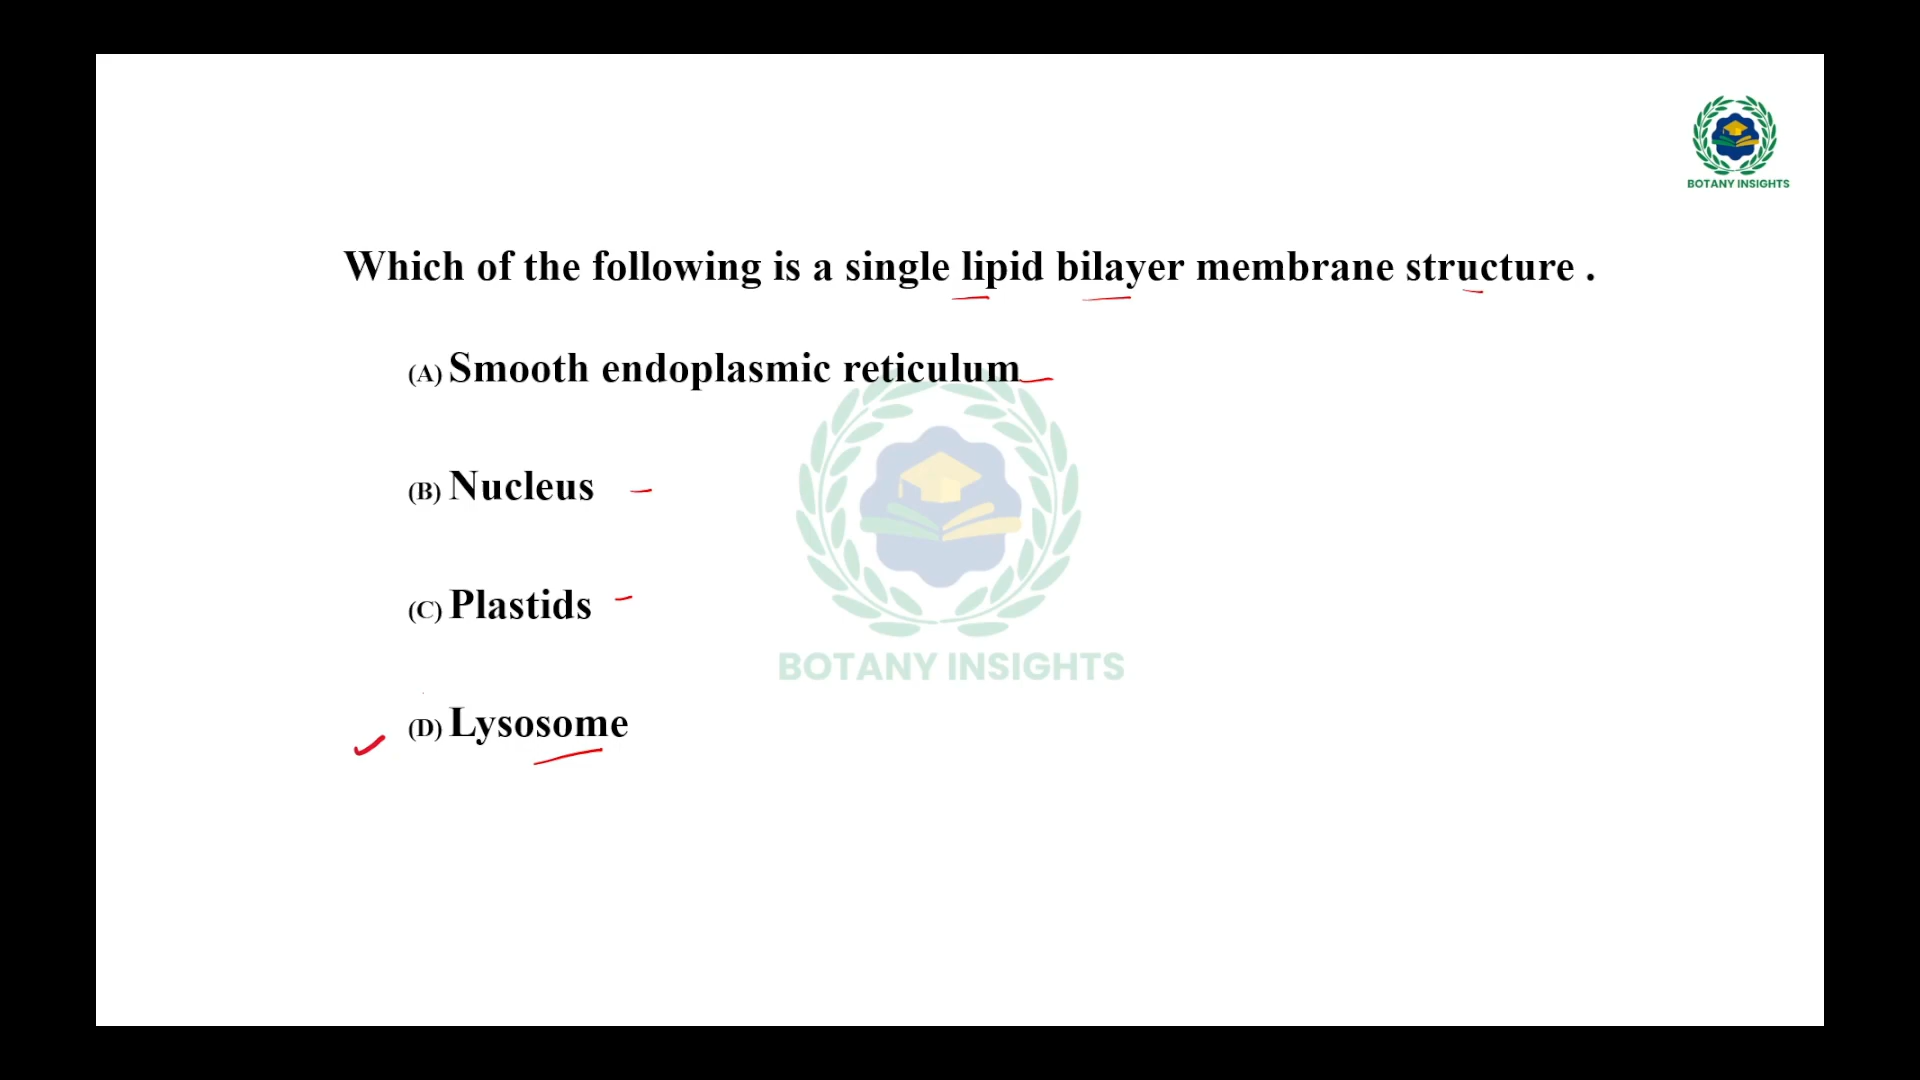 BOTANY INSIGHTS
Which of the following is a single lipid bilayer membrane structure .
(A) Smooth endoplasmic reticulum
(B) Nucleus
(C) Plastids
BOTANY INSIGHTS
(D) Lysosome